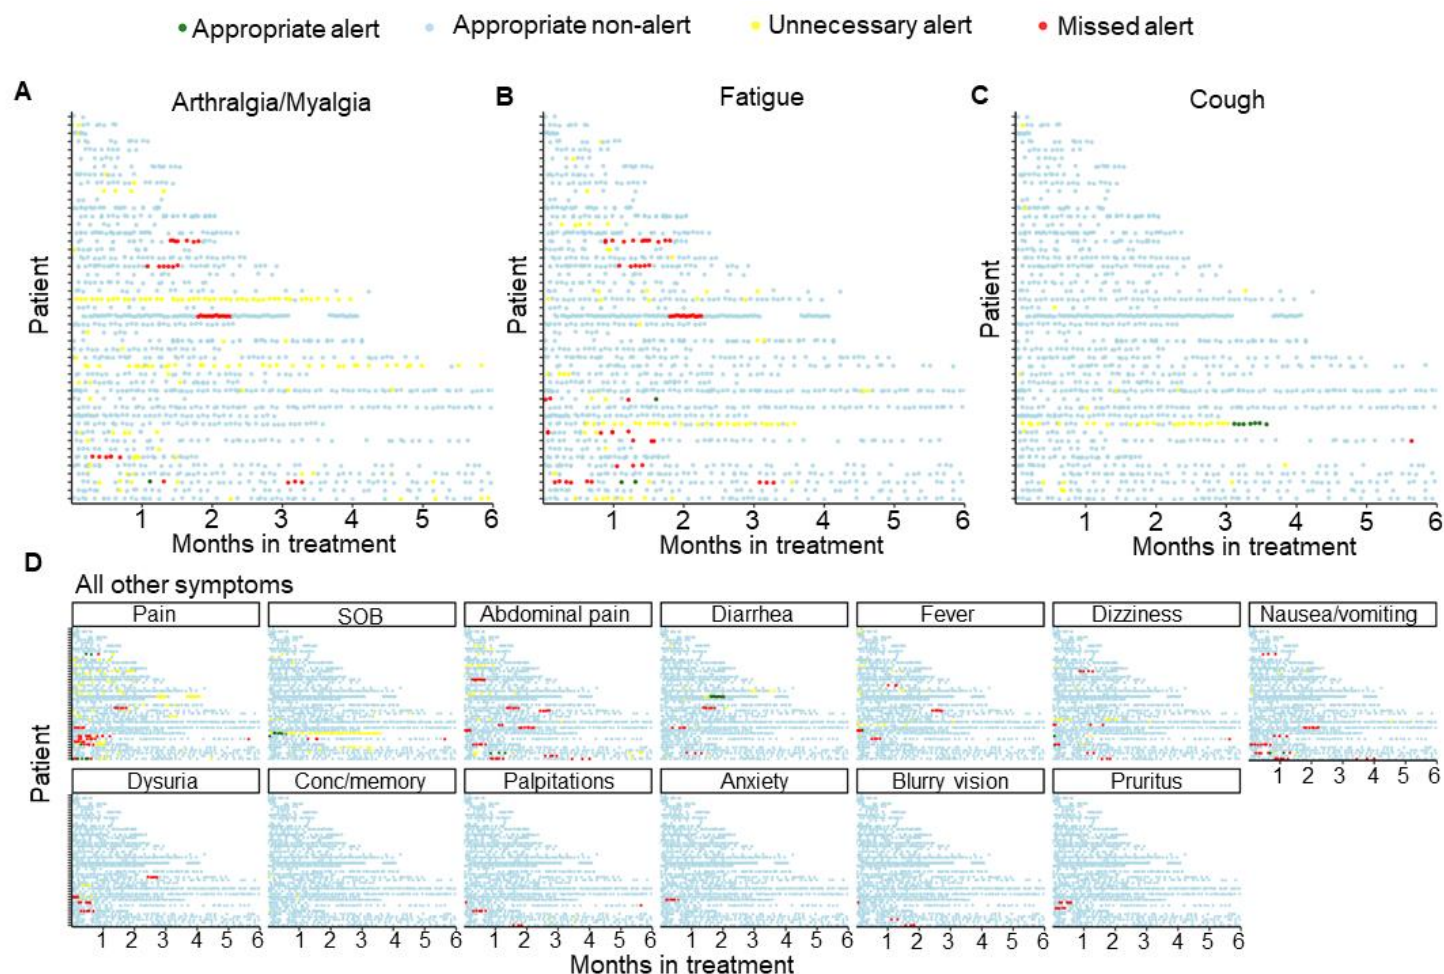 Appropriate alert Appropriate non-alert Unnecessary alert Missed alert
A Arthralgia/Myalgia
Patient
1 2 3 4 5 6
Months in treatment
B Fatigue
Patient
1 2 3 4 5 6
Months in treatment
C Cough
Patient
1 2 3 4 5 6
Months in treatment
D
All other symptoms
Pain SOB Abdominal pain Diarrhea Fever Dizziness Nausea/vomiting
1 2 3 4 5 6
Patient
Dysuria Conc/memory Palpitations Anxiety Blurry vision Pruritus
1 2 3 4 5 6 1 2 3 4 5 6 1 2 3 4 5 6 1 2 3 4 5 6 1 2 3 4 5 6 1 2 3 4 5 6
Months in treatment